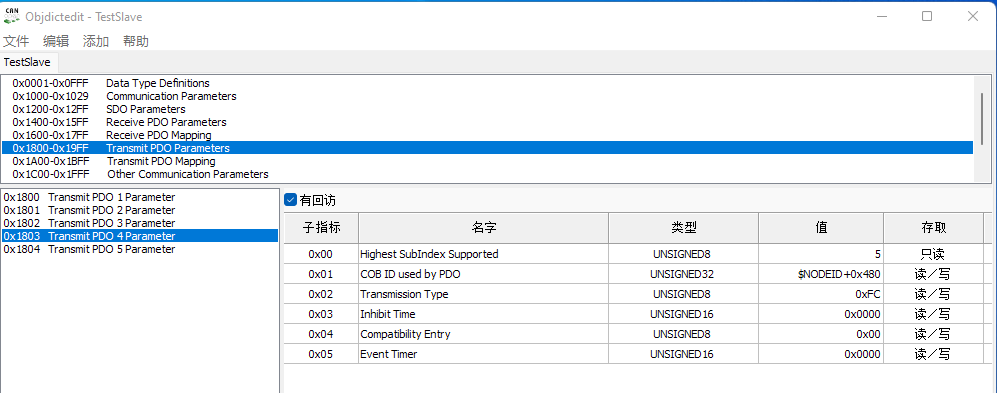 CAN
Objdictedit - TestSlave
文件 编辑 添加 帮助
TestSlave
0x0001-0x0FFF Data Type Definitions
0x1000-0x1029 Communication Parameters
0x1200-0x12FF SDO Parameters
0x1400-0x15FF Receive PDO Parameters
0x1600-0x17FF Receive PDO Mapping
0x1800-0x19FF Transmit PDO Parameters
0x1A00-0x1BFF Transmit PDO Mapping
0x1C00-0x1FFF Other Communication Parameters
0x1800 Transmit PDO 1 Parameter
0x1801 Transmit PDO 2 Parameter
0x1802 Transmit PDO 3 Parameter
0x1803 Transmit PDO 4 Parameter
0x1804 Transmit PDO 5 Parameter
有回访
子指标 名字 类型 值 存取
0x00 Highest SubIndex Supported UNSIGNED8 5 只读
0x01 COB ID used by PDO UNSIGNED32 $NODEID+0x480 读／写
0x02 Transmission Type UNSIGNED8 0xFC 读／写
0x03 Inhibit Time UNSIGNED16 0x0000 读／写
0x04 Compatibility Entry UNSIGNED8 0x00 读／写
0x05 Event Timer UNSIGNED16 0x0000 读／写